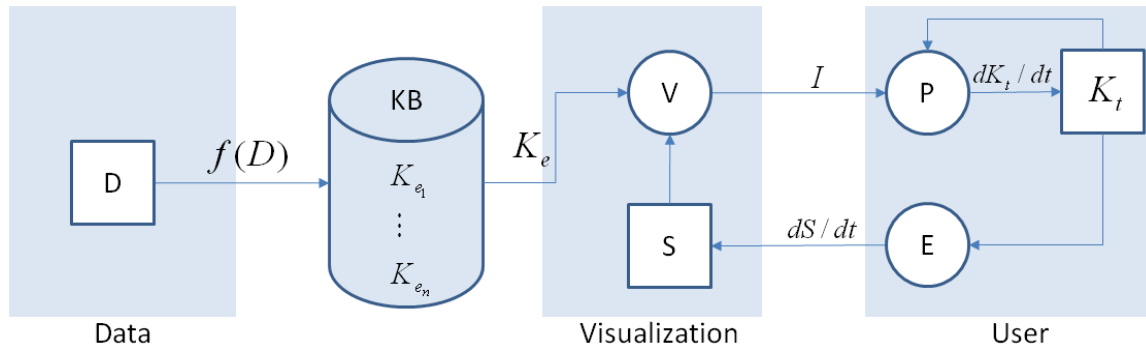 D
f(D)
KB
K_{e_1}
⋮
K_{e_n}
K_e
V
S
I
dS / dt
P
dK_t / dt
K_t
E
Data
Visualization
User